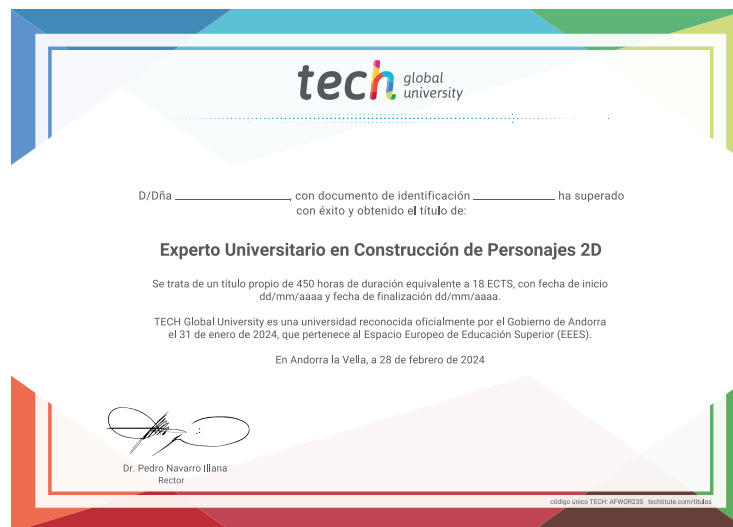 tech global
university
D/Dña ____________________, con documento de identificación ______________ ha superado
con éxito y obtenido el título de:
Experto Universitario en Construcción de Personajes 2D
Se trata de un título propio de 450 horas de duración equivalente a 18 ECTS, con fecha de inicio
dd/mm/aaaa y fecha de finalización dd/mm/aaaa.
TECH Global University es una universidad reconocida oficialmente por el Gobierno de Andorra
el 31 de enero de 2024, que pertenece al Espacio Europeo de Educación Superior (EEES).
En Andorra la Vella, a 28 de febrero de 2024
Dr. Pedro Navarro Illana
Rector
código único TECH: AFWOR23S techtitute.com/titulos